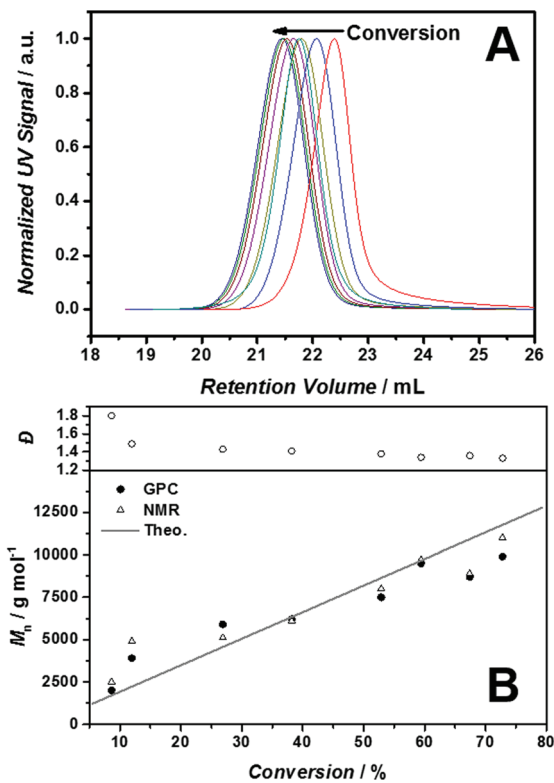 Conversion
A
Normalized UV Signal / a.u.
1.0
0.8
0.6
0.4
0.2
0.0
18 19 20 21 22 23 24 25 26
Retention Volume / mL
Đ
1.8
1.6
1.4
1.2
GPC
NMR
Theo.
Mn / g mol-1
12500
10000
7500
5000
2500
0
B
10 20 30 40 50 60 70 80
Conversion / %